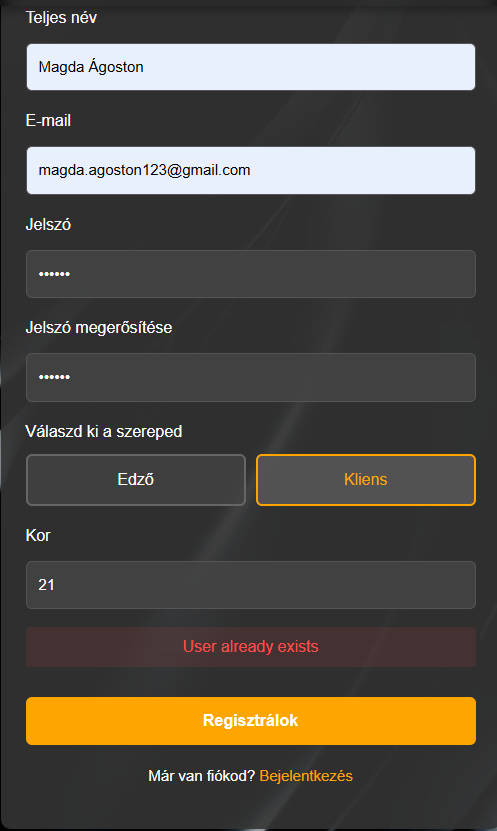 Teljes név
Magda Ágoston
E-mail
magda.agoston123@gmail.com
Jelszó
••••••
Jelszó megerősítése
••••••
Válaszd ki a szereped
Edző Kliens
Kor
21
User already exists
Regisztrálok
Már van fiókod? Bejelentkezés